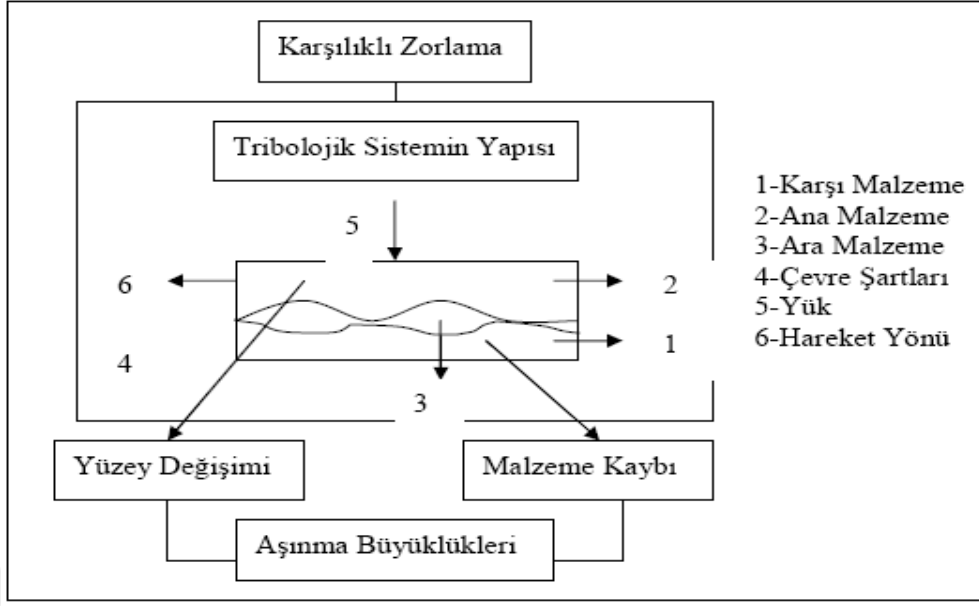 Karşılıklı Zorlama
Tribolojik Sistemin Yapısı
5
6
2
4
1
3
1-Karşı Malzeme
2-Ana Malzeme
3-Ara Malzeme
4-Çevre Şartları
5-Yük
6-Hareket Yönü
Yüzey Değişimi
Malzeme Kaybı
Aşınma Büyüklükleri